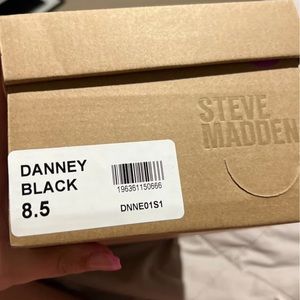 STEVE
MADDEN
DANNEY
BLACK
8.5
196361150666
DNNE01S1